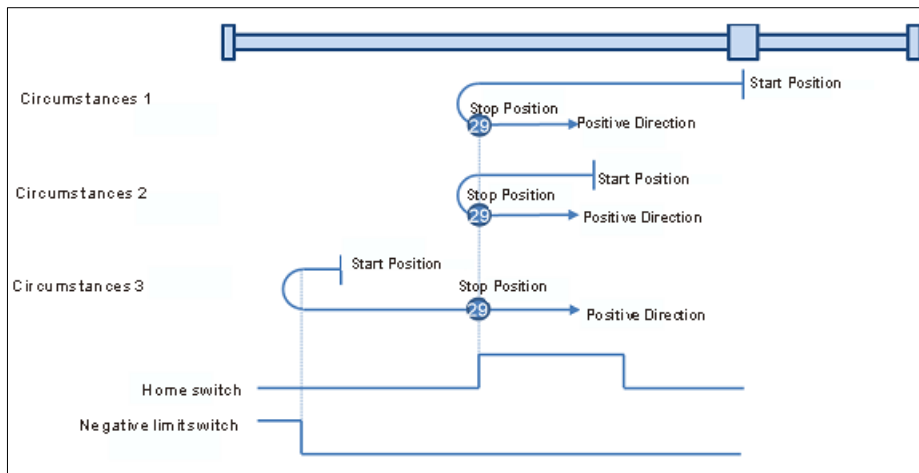 Start Position
Circumstances 1
Stop Position
29
Positive Direction
Start Position
Circumstances 2
Stop Position
29
Positive Direction
Start Position
Circumstances 3
Stop Position
29
Positive Direction
Home switch
Negative limitswitch